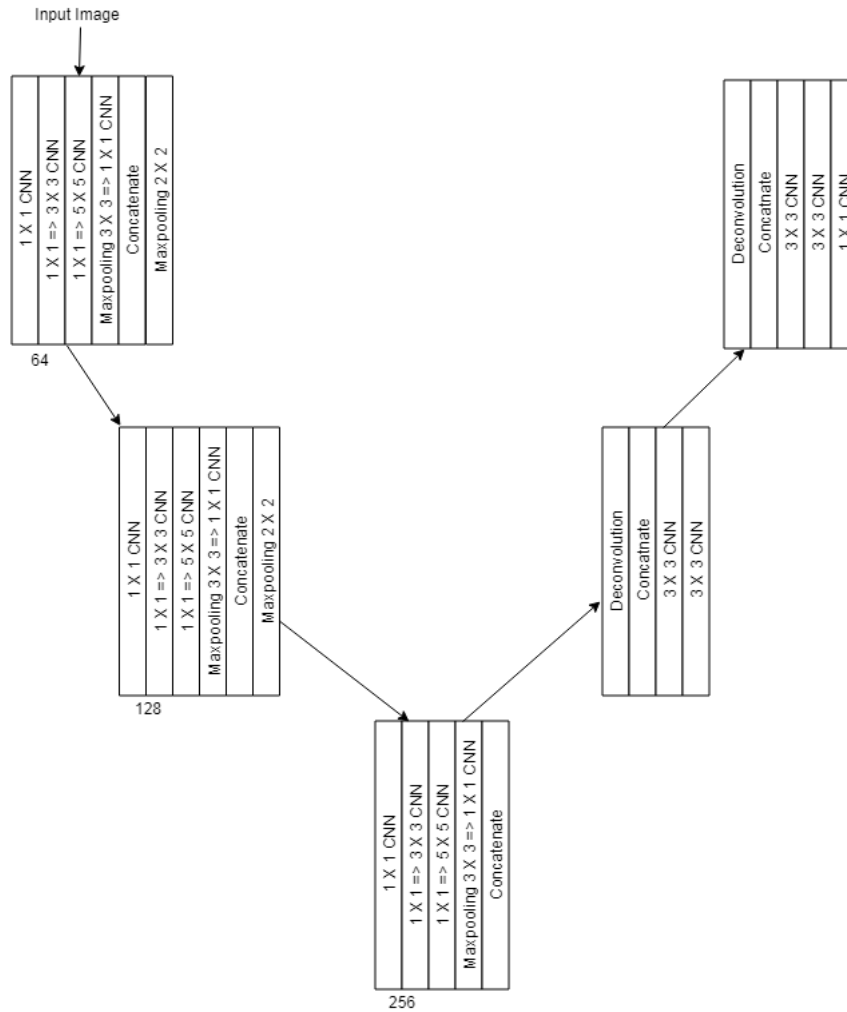 Input Image
1 X 1 CNN
1 X 1 => 3 X 3 CNN
1 X 1 => 5 X 5 CNN
Maxpooling 3 X 3 => 1 X 1 CNN
Concatenate
Maxpooling 2 X 2
64
1 X 1 CNN
1 X 1 => 3 X 3 CNN
1 X 1 => 5 X 5 CNN
Maxpooling 3 X 3 => 1 X 1 CNN
Concatenate
Maxpooling 2 X 2
128
1 X 1 CNN
1 X 1 => 3 X 3 CNN
1 X 1 => 5 X 5 CNN
Maxpooling 3 X 3 => 1 X 1 CNN
Concatenate
256
Deconvolution
Concatnate
3 X 3 CNN
3 X 3 CNN
Deconvolution
Concatnate
3 X 3 CNN
3 X 3 CNN
1 X 1 CNN